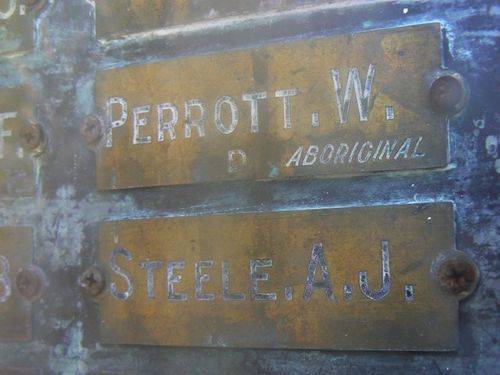 PERROTT. W.
D ABORIGINAL
STEELE. A. J.